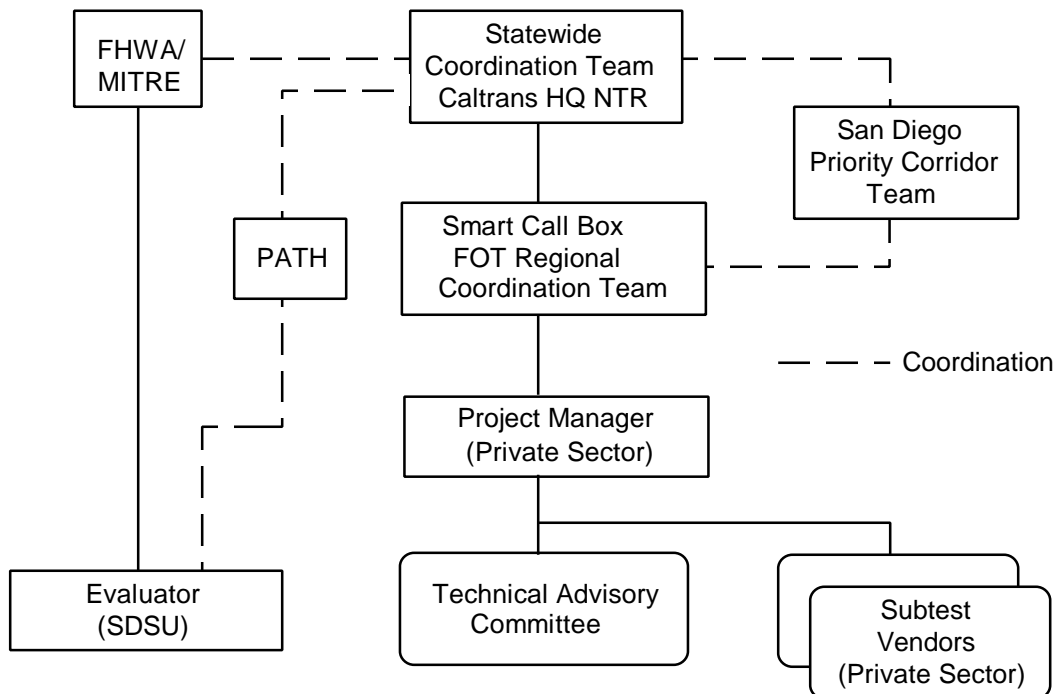 FHWA/
MITRE
Statewide
Coordination Team
Caltrans HQ NTR
San Diego
Priority Corridor
Team
PATH
Smart Call Box
FOT Regional
Coordination Team
Coordination
Project Manager
(Private Sector)
Evaluator
(SDSU)
Technical Advisory
Committee
Subtest
Vendors
(Private Sector)